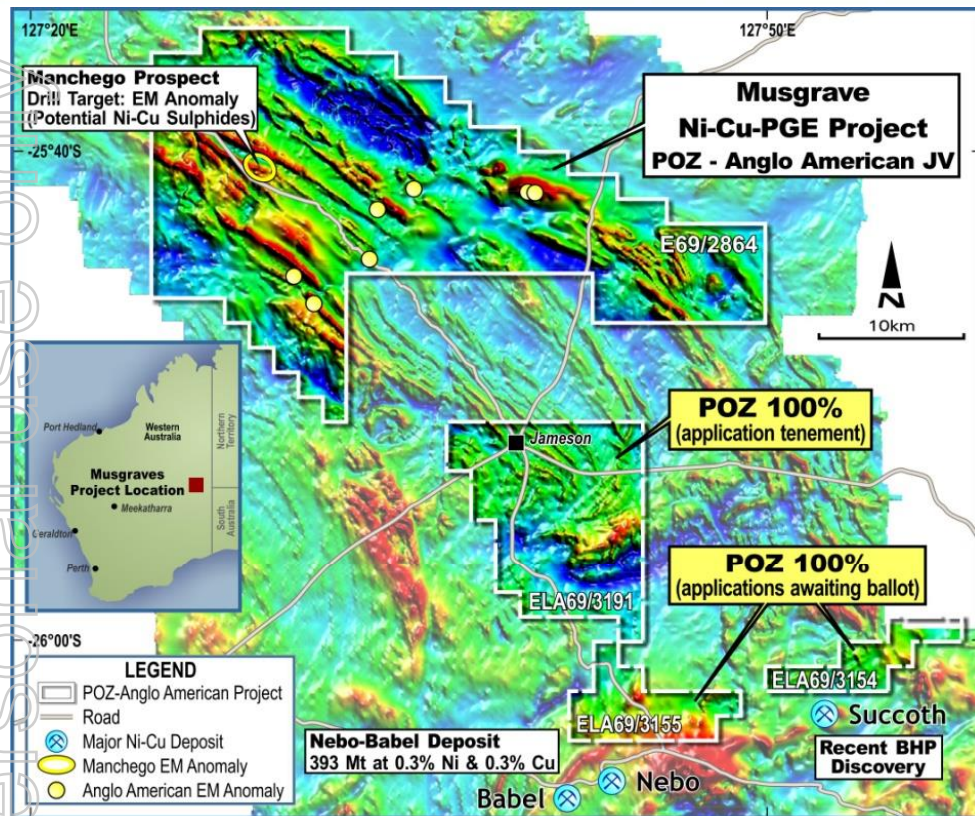 127°20'E
127°50'E
Manchego Prospect
Drill Target: EM Anomaly
(Potential Ni-Cu Sulphides)
Musgrave
Ni-Cu-PGE Project
POZ - Anglo American JV
-25°40'S
E69/2864
N
10km
POZ 100%
(application tenement)
Jameson
Port Hedland
Western
Australia
Northern
Territory
Musgraves
Project Location
Meekatharra
South
Australia
Geraldton
Perth
POZ 100%
(applications awaiting ballot)
ELA69/3191
-26°00'S
ELA69/3154
ELA69/3155
Succoth
Recent BHP
Discovery
Nebo-Babel Deposit
393 Mt at 0.3% Ni & 0.3% Cu
Nebo
Babel
LEGEND
POZ-Anglo American Project
Road
Major Ni-Cu Deposit
Manchego EM Anomaly
Anglo American EM Anomaly